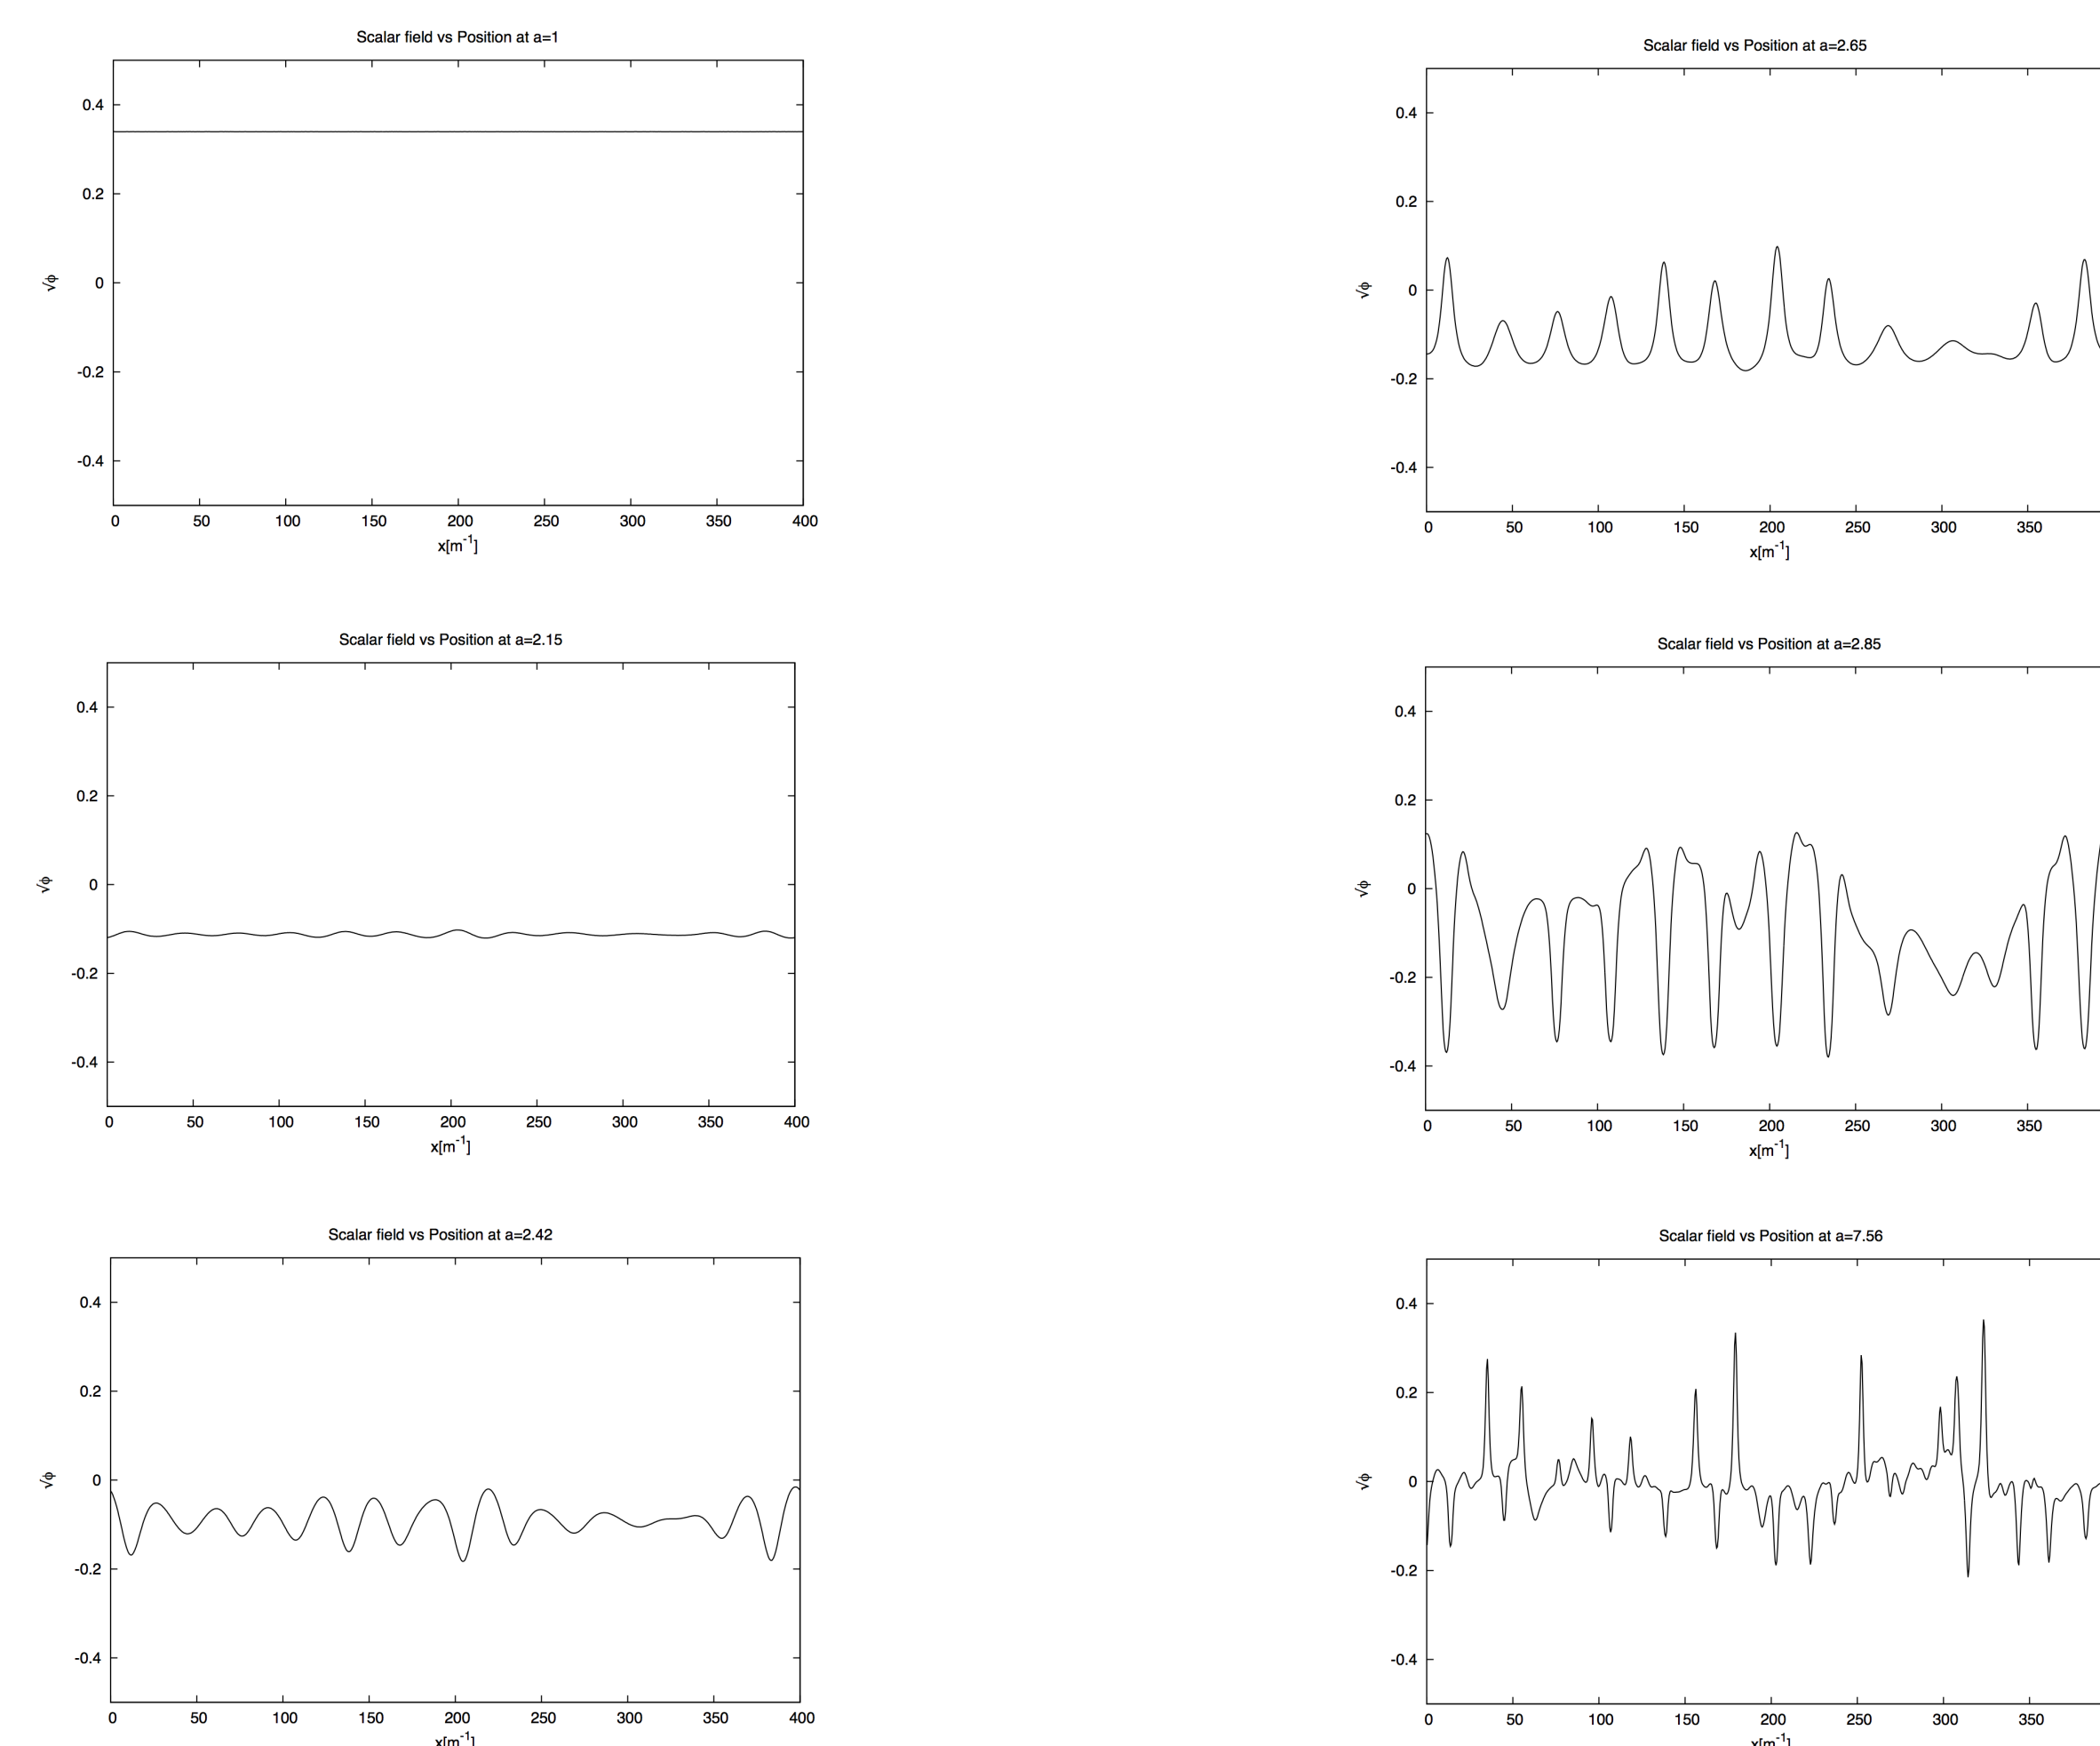 Scalar field vs Position at a=1
0.4
0.2
0
-0.2
-0.4
√ϕ
0 50 100 150 200 250 300 350 400
x[m⁻¹]
Scalar field vs Position at a=2.15
0.4
0.2
0
-0.2
-0.4
√ϕ
0 50 100 150 200 250 300 350 400
x[m⁻¹]
Scalar field vs Position at a=2.42
0.4
0.2
0
-0.2
-0.4
√ϕ
0 50 100 150 200 250 300 350 400
x[m⁻¹]
Scalar field vs Position at a=2.65
0.4
0.2
0
-0.2
-0.4
√ϕ
0 50 100 150 200 250 300 350
x[m⁻¹]
Scalar field vs Position at a=2.85
0.4
0.2
0
-0.2
-0.4
√ϕ
0 50 100 150 200 250 300 350
x[m⁻¹]
Scalar field vs Position at a=7.56
0.4
0.2
0
-0.2
-0.4
√ϕ
0 50 100 150 200 250 300 350
x[m⁻¹]